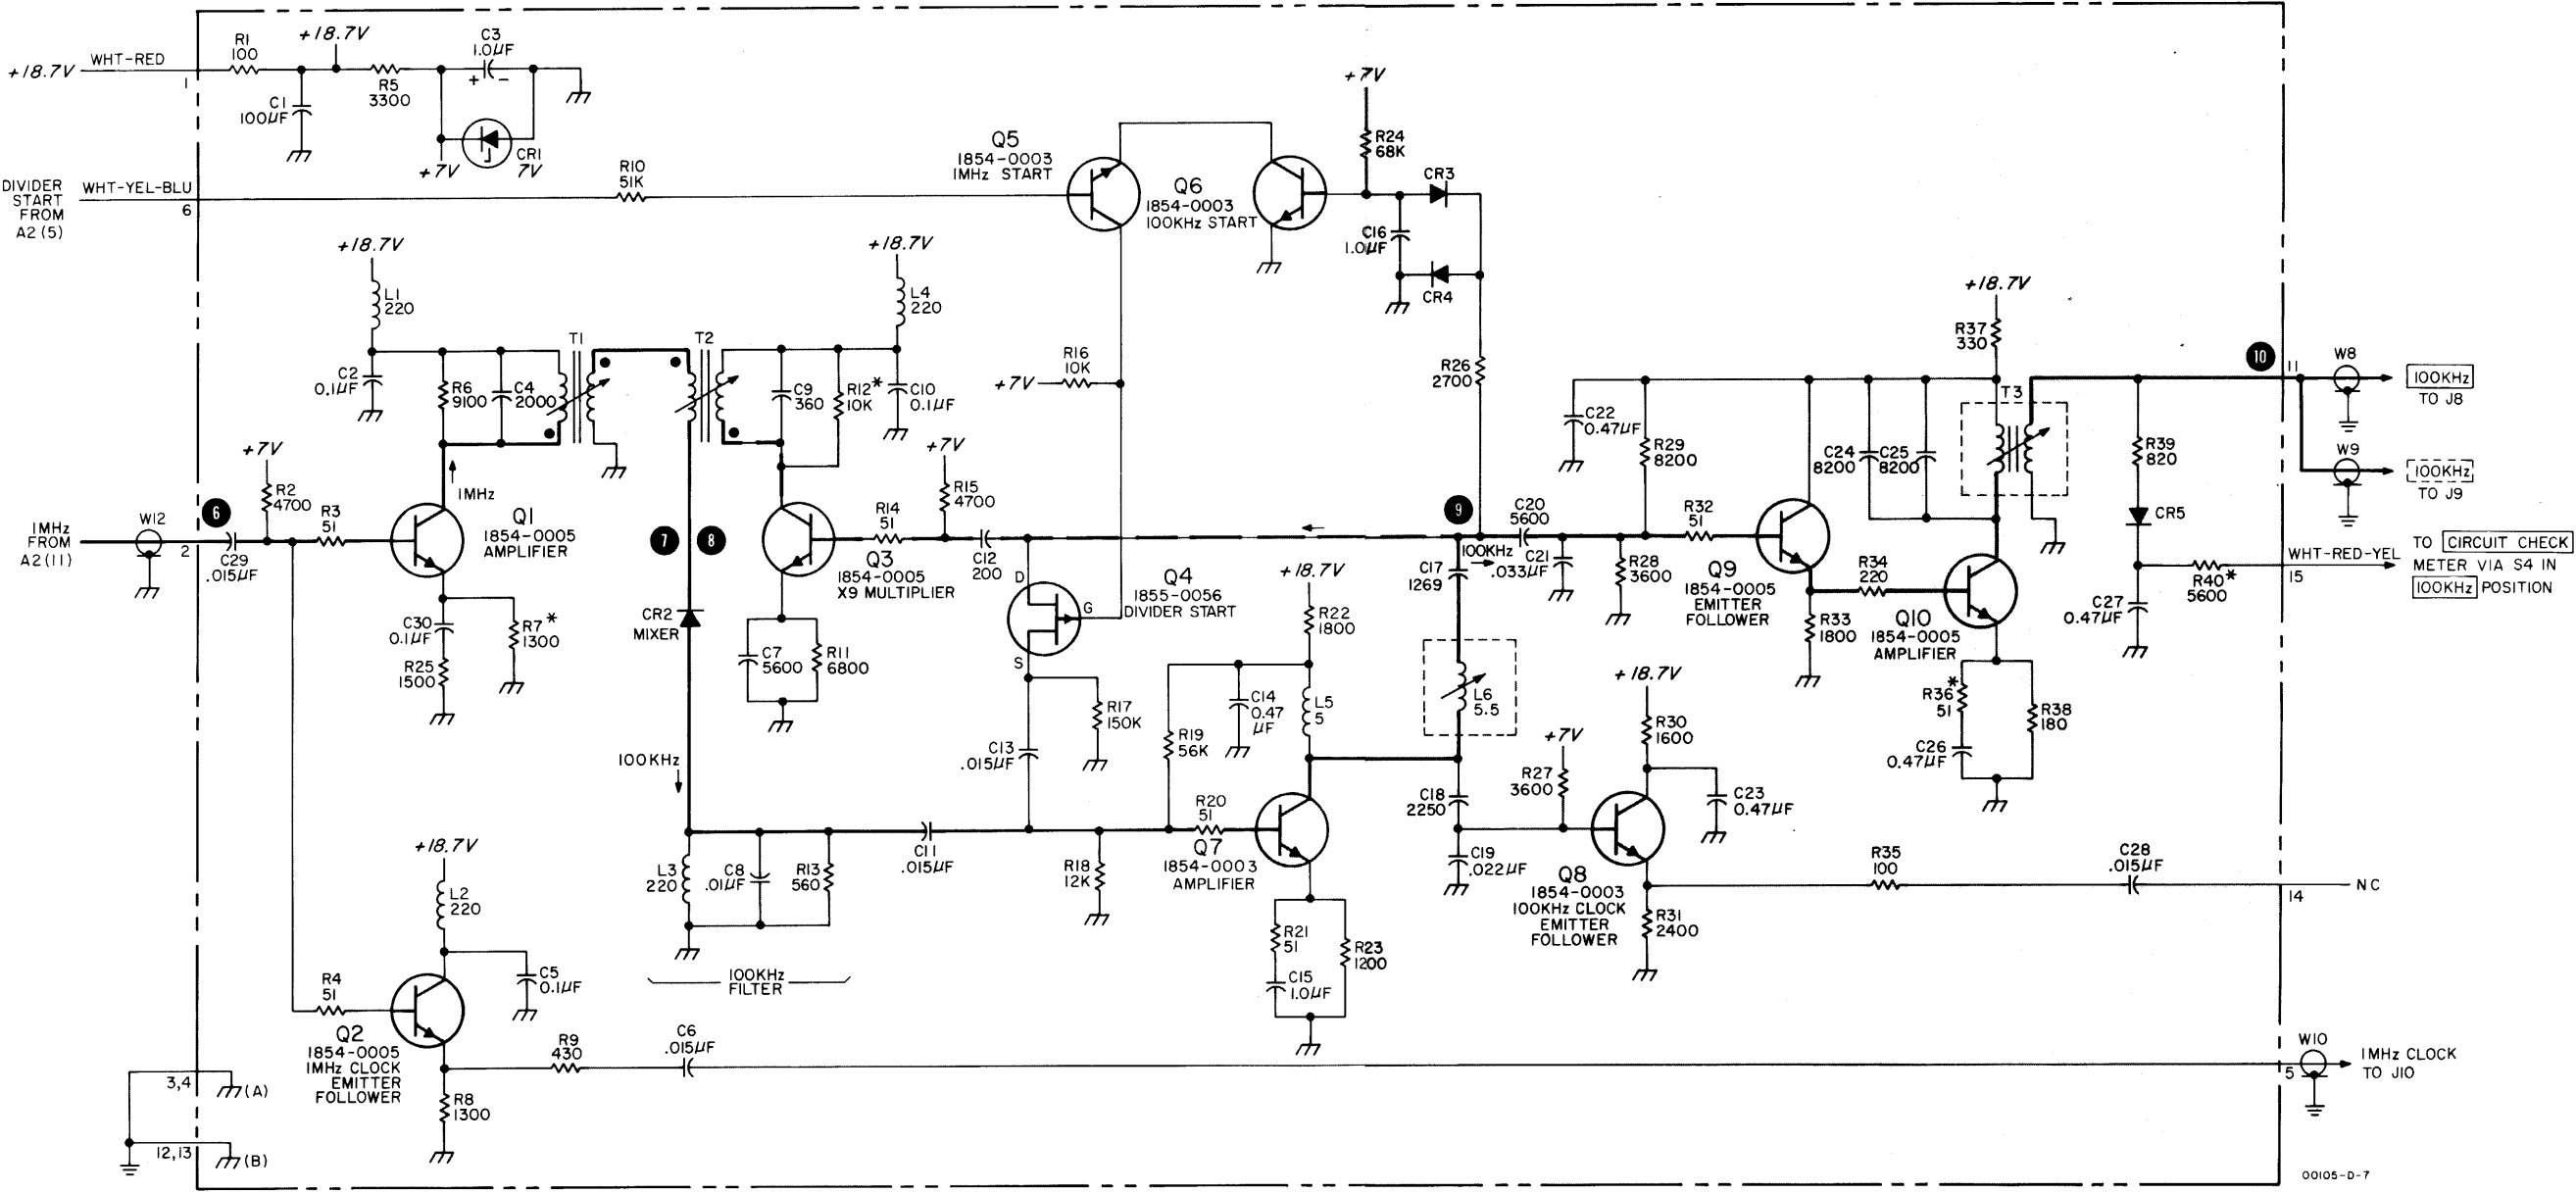 +18.7V
WHT-RED
1
R1
100
+18.7V
C1
100µF
R5
3300
C3
1.0µF
+ −
CR1
7V
+7V
DIVIDER
START
FROM
A2(5)
WHT-YEL-BLU
6
R10
51K
Q5
1854-0003
1MHz START
Q6
1854-0003
100KHz START
+7V
R24
68K
CR3
C16
1.0µF
CR4
R26
2700
+18.7V
L1
220
C2
0.1µF
R6
9100
C4
2000
T1
T2
C9
360
R12*
10K
+18.7V
L4
220
C10
0.1µF
+7V
R16
10K
1MHz
FROM
A2(11)
W12
2
6
C29
.015µF
+7V
R2
4700
R3
51
1MHz
Q1
1854-0005
AMPLIFIER
C30
0.1µF
R25
1500
R7*
1300
7
8
CR2
MIXER
Q3
1854-0005
X9 MULTIPLIER
C7
5600
R11
6800
R14
51
+7V
R15
4700
C12
200
D
G
S
Q4
1855-0056
DIVIDER START
R17
150K
C13
.015µF
100KHz
L3
220
C8
.01µF
R13
560
100KHz
FILTER
C11
.015µF
R18
12K
R19
56K
C14
0.47
µF
+18.7V
R22
1800
L5
5
R20
51
Q7
1854-0003
AMPLIFIER
R21
51
C15
1.0µF
R23
1200
9
100KHz
C17
1269
L6
5.5
C18
2250
C19
.022µF
+7V
R27
3600
+18.7V
R30
1600
C23
0.47µF
Q8
1854-0003
100KHz CLOCK
EMITTER
FOLLOWER
R31
2400
R35
100
C28
.015µF
14
NC
C20
5600
C21
.033µF
R28
3600
C22
0.47µF
R29
8200
R32
51
Q9
1854-0005
EMITTER
FOLLOWER
R33
1800
R34
220
Q10
1854-0005
AMPLIFIER
C24
8200
C25
8200
+18.7V
R37
330
T3
R36*
51
C26
0.47µF
R38
180
R39
820
CR5
C27
0.47µF
R40*
5600
10
11
W8
100KHz
TO J8
W9
100KHz
TO J9
15
WHT-RED-YEL
TO CIRCUIT CHECK
METER VIA S4 IN
100KHz POSITION
+18.7V
L2
220
C5
0.1µF
R4
51
Q2
1854-0005
1MHz CLOCK
EMITTER
FOLLOWER
R8
1300
R9
430
C6
.015µF
5
W10
1MHz CLOCK
TO J10
3,4
(A)
12,13
(B)
00105-D-7